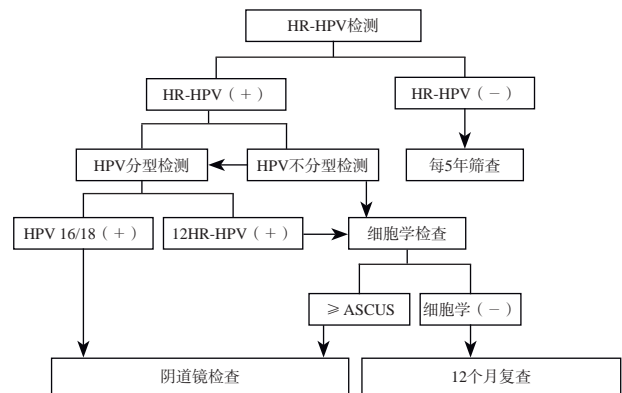 HR-HPV检测
HR-HPV（+）
HR-HPV（-）
HPV分型检测
HPV不分型检测
每5年筛查
HPV 16/18（+）
12HR-HPV（+）
细胞学检查
≥ ASCUS
细胞学（-）
阴道镜检查
12个月复查